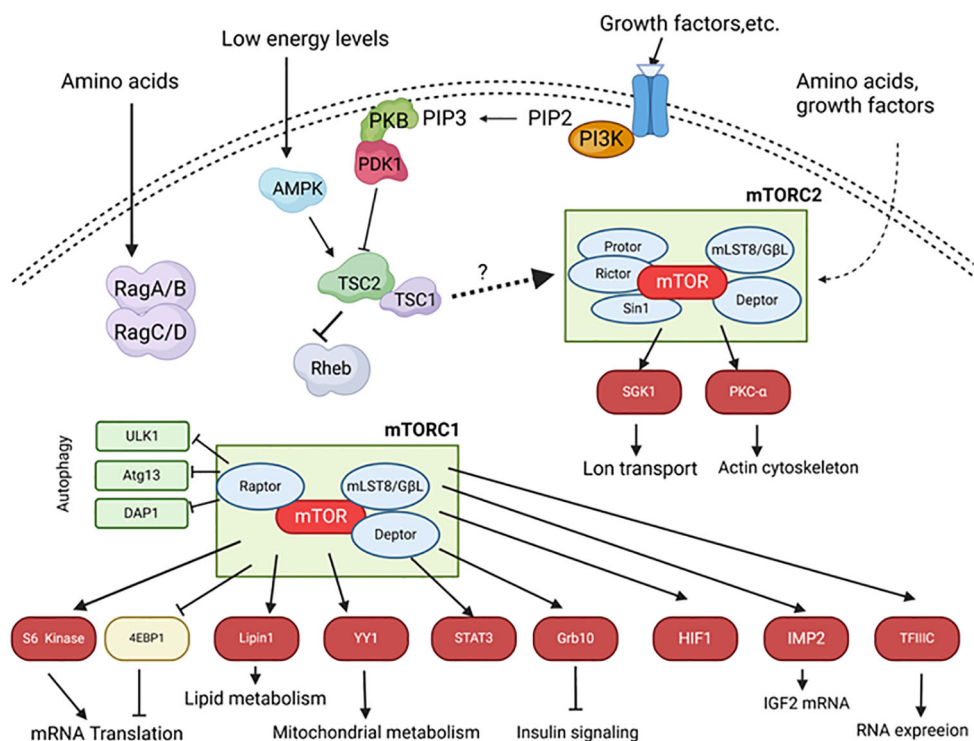 Growth factors,etc.
Low energy levels
Amino acids
Amino acids,
growth factors
PKB
PIP3
PIP2
PI3K
PDK1
AMPK
mTORC2
Protor
mLST8/GβL
Rictor
mTOR
Sin1
Deptor
TSC2
TSC1
?
RagA/B
RagC/D
Rheb
SGK1
PKC-α
Lon transport
Actin cytoskeleton
mTORC1
Autophagy
ULK1
Atg13
DAP1
Raptor
mLST8/GβL
mTOR
Deptor
S6 Kinase
4EBP1
Lipin1
YY1
STAT3
Grb10
HIF1
IMP2
TFIIIC
mRNA Translation
Lipid metabolism
Mitochondrial metabolism
Insulin signaling
IGF2 mRNA
RNA expreeion